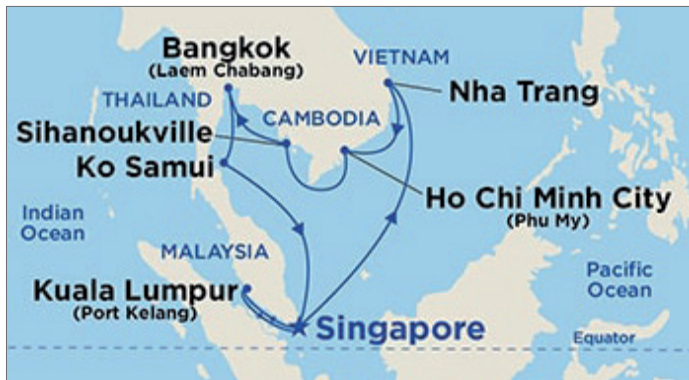 Bangkok
(Laem Chabang)
VIETNAM
THAILAND
Nha Trang
Sihanoukville
CAMBODIA
Ko Samui
Ho Chi Minh City
(Phu My)
Indian
Ocean
MALAYSIA
Pacific
Ocean
Kuala Lumpur
(Port Kelang)
Singapore
Equator